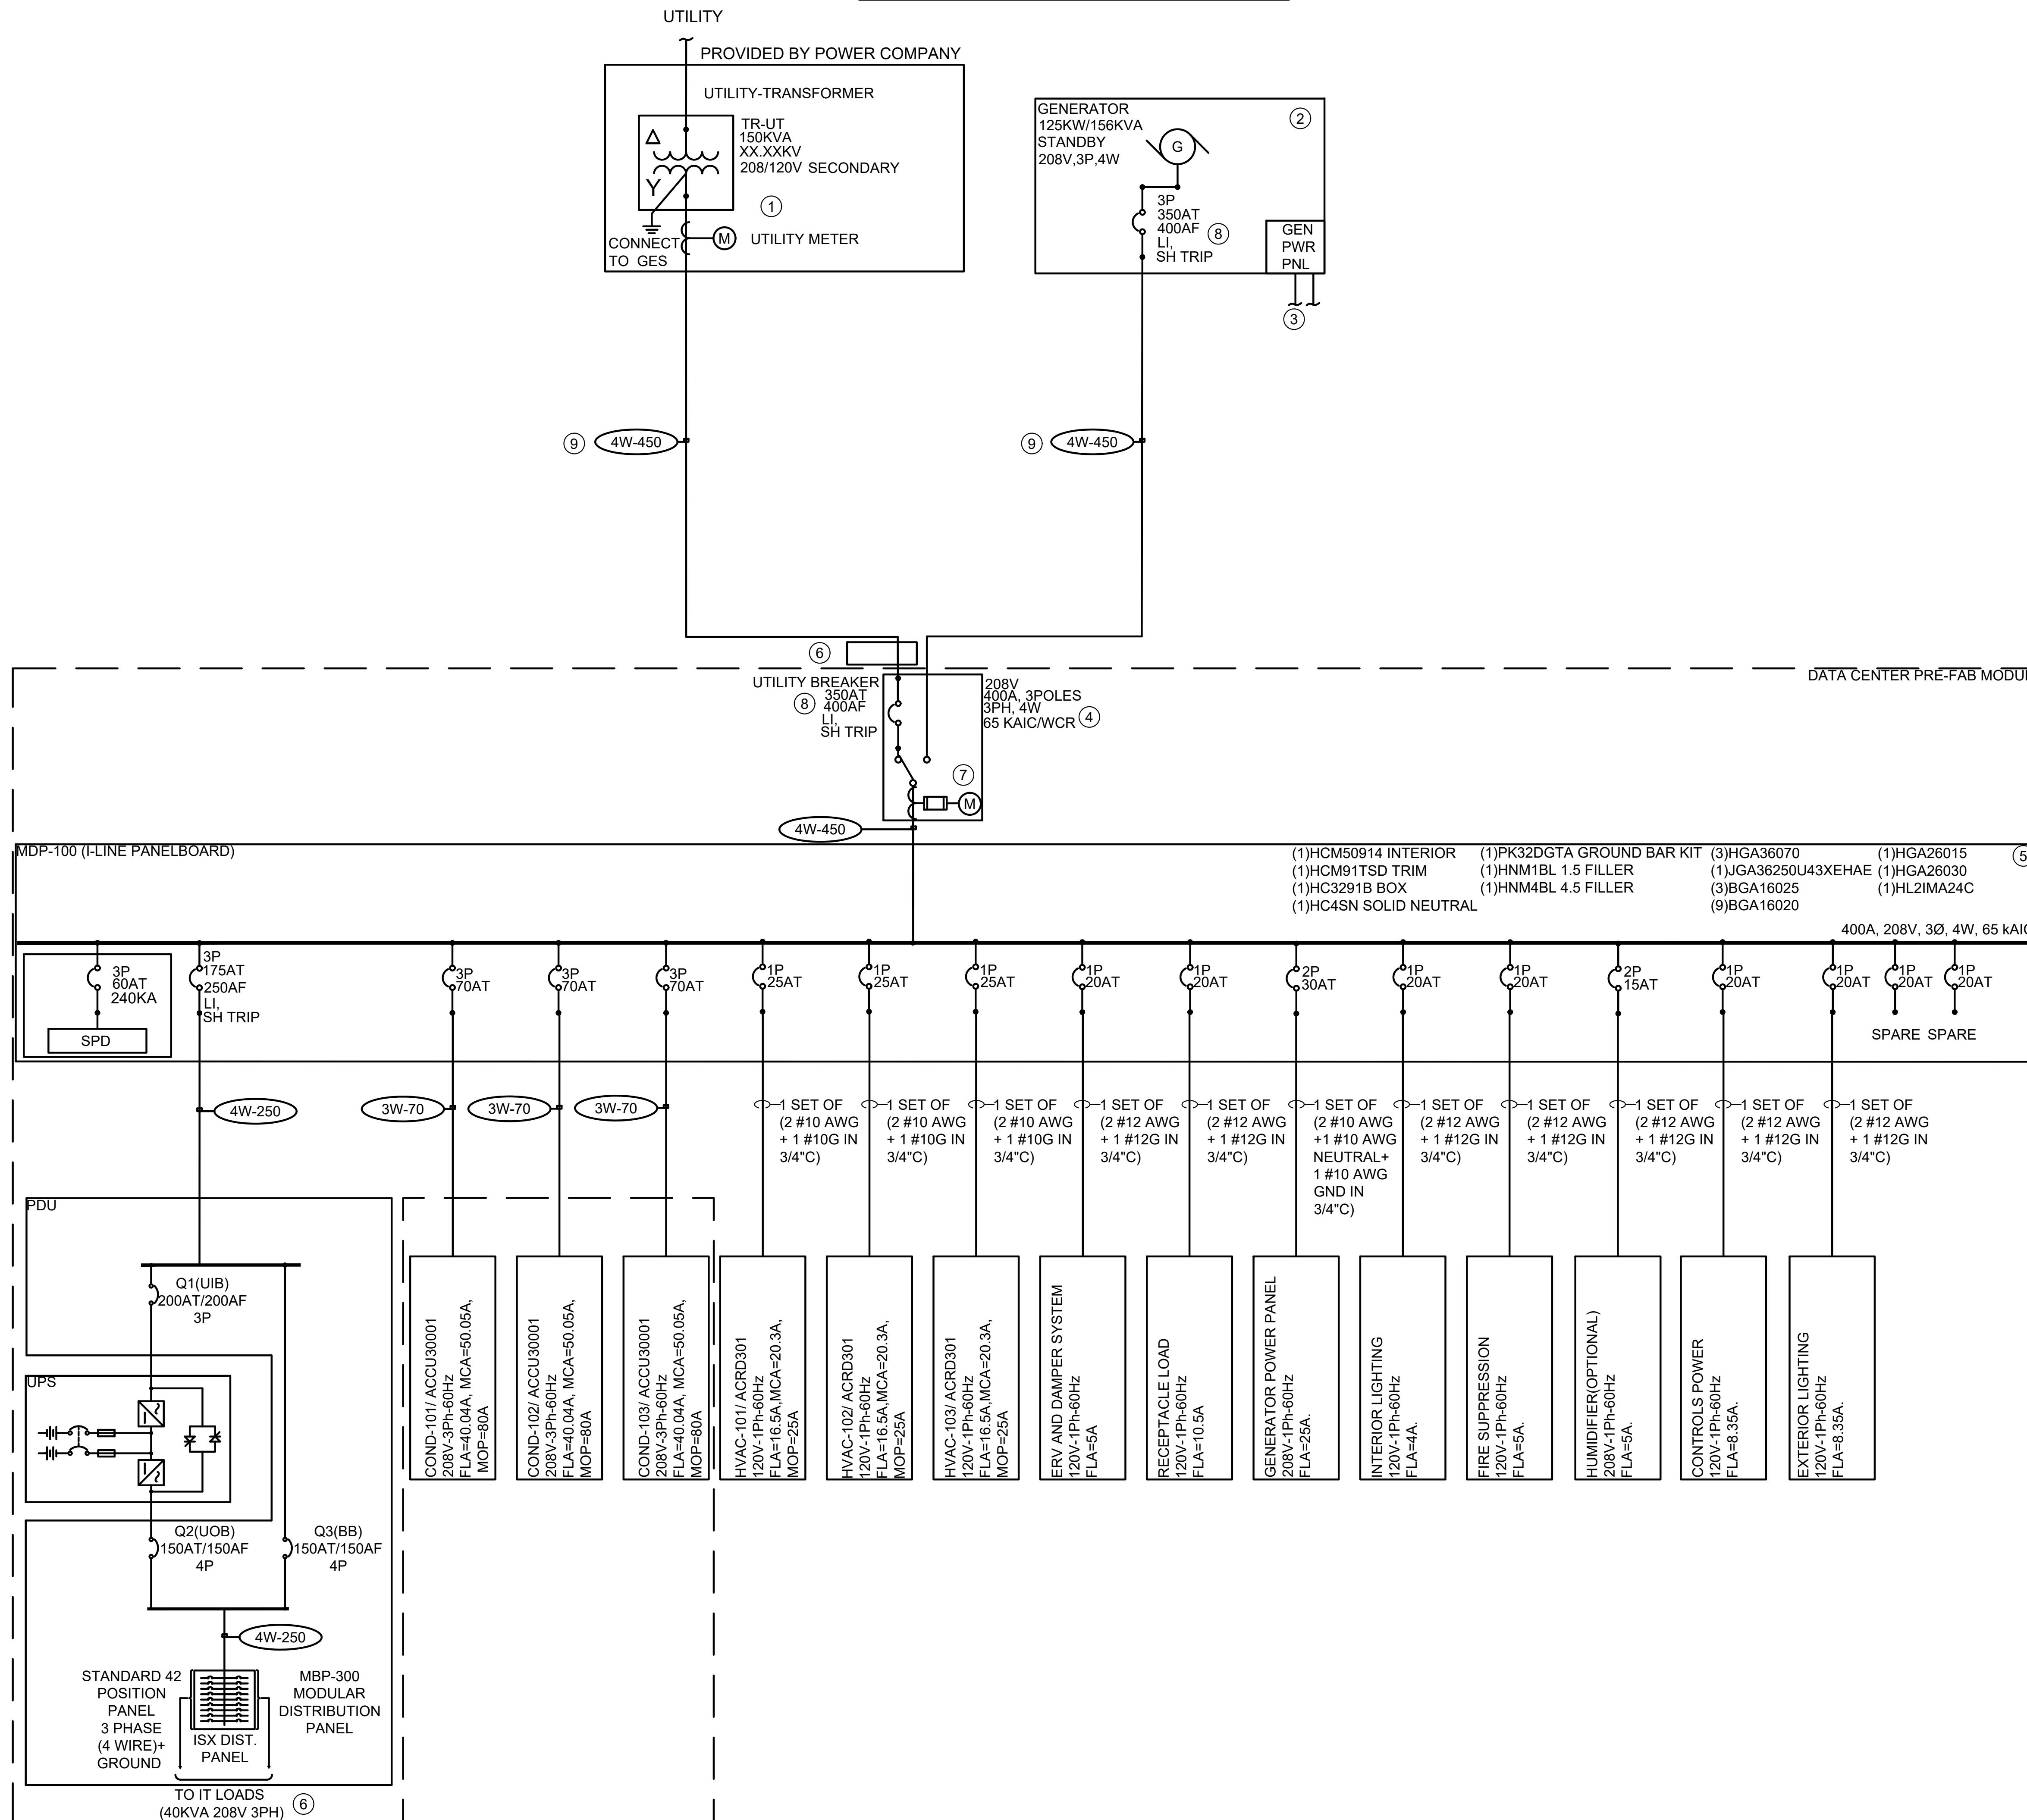 UTILITY
PROVIDED BY POWER COMPANY
UTILITY-TRANSFORMER
Δ
Y
TR-UT
150KVA
XX.XXKV
208/120V SECONDARY
1
CONNECT
TO GES
M
UTILITY METER
GENERATOR
125KW/156KVA
STANDBY
208V,3P,4W
2
G
3P
350AT
400AF
LI,
SH TRIP
8
GEN
PWR
PNL
3
9
4W-450
9
4W-450
6
DATA CENTER PRE-FAB
UTILITY BREAKER
350AT
400AF
LI,
SH TRIP
8
208V
400A, 3POLES
3PH, 4W
65 KAIC/WCR
4
7
M
4W-450
MDP-100 (I-LINE PANELBOARD)
(1)HCM50914 INTERIOR
(1)HCM91TSD TRIM
(1)HC3291B BOX
(1)HC4SN SOLID NEUTRAL
(1)PK32DGTA GROUND BAR KIT
(1)HNM1BL 1.5 FILLER
(1)HNM4BL 4.5 FILLER
(3)HGA36070
(1)JGA36250U43XEHAE
(3)BGA16025
(9)BGA16020
(1)HGA26015
(1)HGA26030
(1)HL2IMA24C
5
400A, 208V, 3Ø, 4W, 65 kAIC
3P
60AT
240KA
SPD
3P
175AT
250AF
LI,
SH TRIP
3P
70AT
3P
70AT
3P
70AT
1P
25AT
1P
25AT
1P
25AT
1P
20AT
1P
20AT
2P
30AT
1P
20AT
1P
20AT
2P
15AT
1P
20AT
1P
20AT
1P
20AT
1P
20AT
SPARE SPARE
4W-250
3W-70
3W-70
3W-70
1 SET OF
(2 #10 AWG
+ 1 #10G IN
3/4"C)
1 SET OF
(2 #10 AWG
+ 1 #10G IN
3/4"C)
1 SET OF
(2 #10 AWG
+ 1 #10G IN
3/4"C)
1 SET OF
(2 #12 AWG
+ 1 #12G IN
3/4"C)
1 SET OF
(2 #12 AWG
+ 1 #12G IN
3/4"C)
1 SET OF
(2 #10 AWG
+1 #10 AWG
NEUTRAL+
1 #10 AWG
GND IN
3/4"C)
1 SET OF
(2 #12 AWG
+ 1 #12G IN
3/4"C)
1 SET OF
(2 #12 AWG
+ 1 #12G IN
3/4"C)
1 SET OF
(2 #12 AWG
+ 1 #12G IN
3/4"C)
1 SET OF
(2 #12 AWG
+ 1 #12G IN
3/4"C)
1 SET OF
(2 #12 AWG
+ 1 #12G IN
3/4"C)
PDU
Q1(UIB)
200AT/200AF
3P
UPS
Q2(UOB)
150AT/150AF
4P
Q3(BB)
150AT/150AF
4P
4W-250
STANDARD 42
POSITION
PANEL
3 PHASE
(4 WIRE)+
GROUND
ISX DIST.
PANEL
MBP-300
MODULAR
DISTRIBUTION
PANEL
TO IT LOADS
(40KVA 208V 3PH)
6
COND-101/ ACCU30001
208V-3Ph-60Hz
FLA=40.04A, MCA=50.05A,
MOP=80A
COND-102/ ACCU30001
208V-3Ph-60Hz
FLA=40.04A, MCA=50.05A,
MOP=80A
COND-103/ ACCU30001
208V-3Ph-60Hz
FLA=40.04A, MCA=50.05A,
MOP=80A
HVAC-101/ ACRD301
120V-1Ph-60Hz
FLA=16.5A,MCA=20.3A,
MOP=25A
HVAC-102/ ACRD301
120V-1Ph-60Hz
FLA=16.5A,MCA=20.3A,
MOP=25A
HVAC-103/ ACRD301
120V-1Ph-60Hz
FLA=16.5A,MCA=20.3A,
MOP=25A
ERV AND DAMPER SYSTEM
120V-1Ph-60Hz
FLA=5A
RECEPTACLE LOAD
120V-1Ph-60Hz
FLA=10.5A
GENERATOR POWER PANEL
208V-1Ph-60Hz
FLA=25A.
INTERIOR LIGHTING
120V-1Ph-60Hz
FLA=4A.
FIRE SUPPRESSION
120V-1Ph-60Hz
FLA=5A.
HUMIDIFIER(OPTIONAL)
208V-1Ph-60Hz
FLA=5A.
CONTROLS POWER
120V-1Ph-60Hz
FLA=8.35A.
EXTERIOR LIGHTING
120V-1Ph-60Hz
FLA=8.35A.